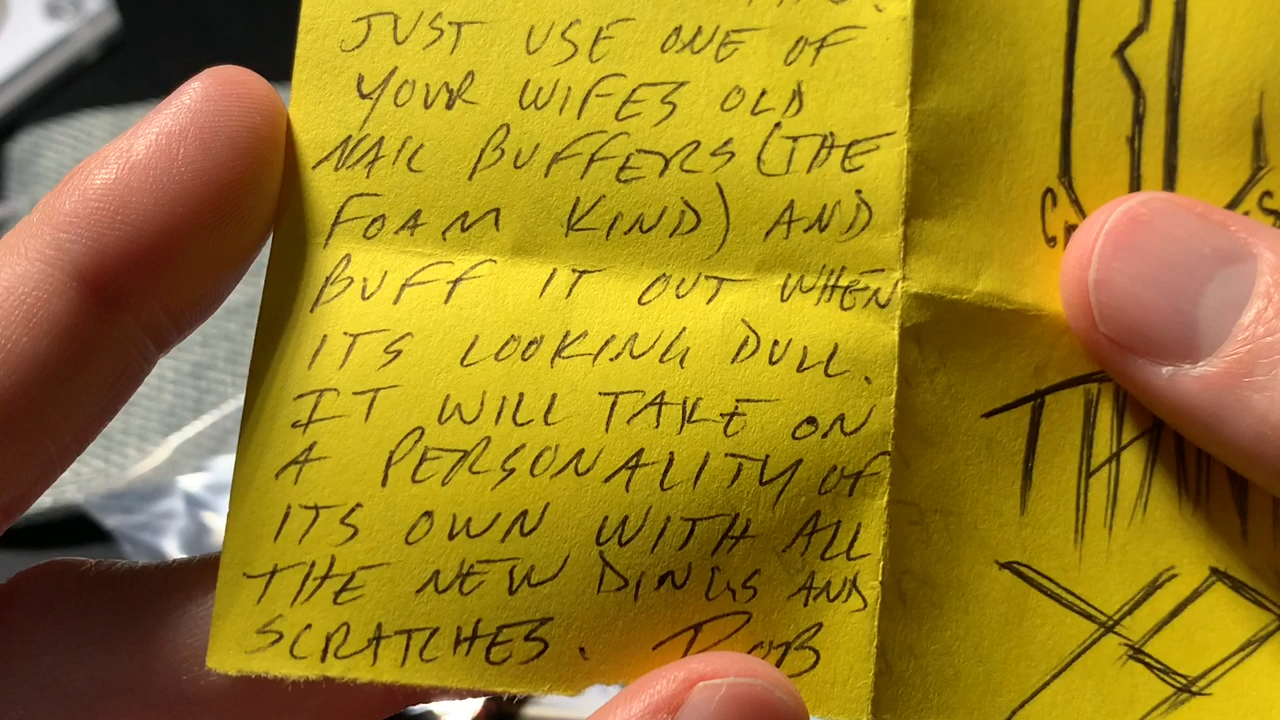 JUST USE ONE OF
YOUR WIFES OLD
NAIL BUFFERS (THE
FOAM KIND) AND
BUFF IT OUT WHEN
ITS LOOKING DULL.
IT WILL TAKE ON
A PERSONALITY OF
ITS OWN WITH ALL
THE NEW DINGS AND
SCRATCHES. ROB